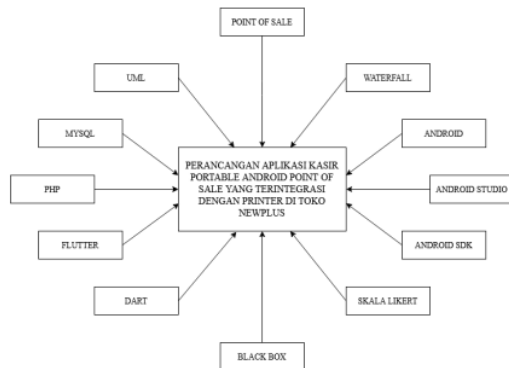 POINT OF SALE
UML
WATERFALL
MYSQL
ANDROID
PERANCANGAN APLIKASI KASIR
PORTABLE ANDROID POINT OF
SALE YANG TERINTEGRASI
DENGAN PRINTER DI TOKO
NEWPLUS
PHP
ANDROID STUDIO
FLUTTER
ANDROID SDK
DART
SKALA LIKERT
BLACK BOX